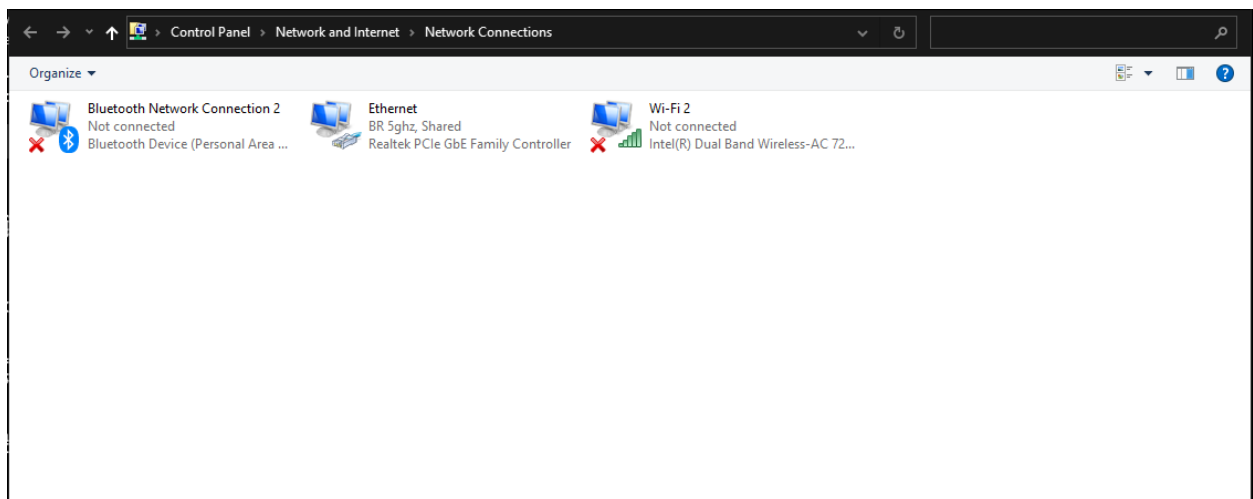 Control Panel > Network and Internet > Network Connections
Organize
Bluetooth Network Connection 2
Not connected
Bluetooth Device (Personal Area ...
Ethernet
BR 5ghz, Shared
Realtek PCIe GbE Family Controller
Wi-Fi 2
Not connected
Intel(R) Dual Band Wireless-AC 72...